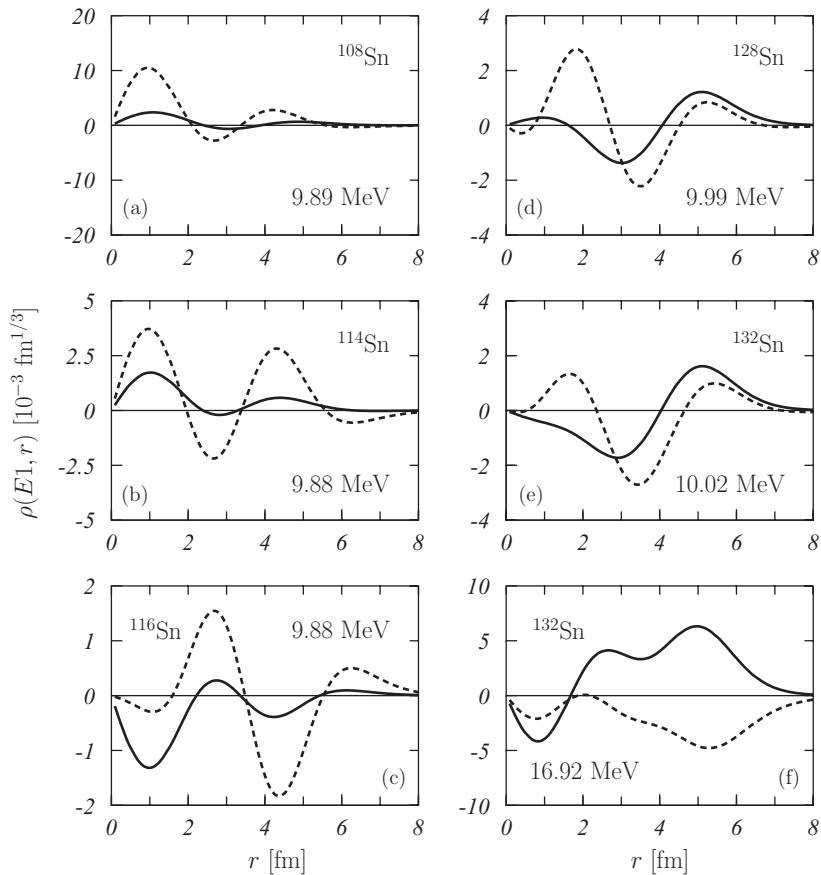 20
10
0
-10
-20
0 2 4 6 8
¹⁰⁸Sn
(a)
9.89 MeV
4
2
0
-2
-4
0 2 4 6 8
¹²⁸Sn
(d)
9.99 MeV
5
2.5
0
-2.5
-5
0 2 4 6 8
¹¹⁴Sn
(b)
9.88 MeV
4
2
0
-2
-4
0 2 4 6 8
¹³²Sn
(e)
10.02 MeV
ρ(E1, r) [10⁻³ fm¹ᐟ³]
2
1
0
-1
-2
0 2 4 6 8
¹¹⁶Sn
9.88 MeV
(c)
r [fm]
10
5
0
-5
-10
0 2 4 6 8
¹³²Sn
16.92 MeV
(f)
r [fm]